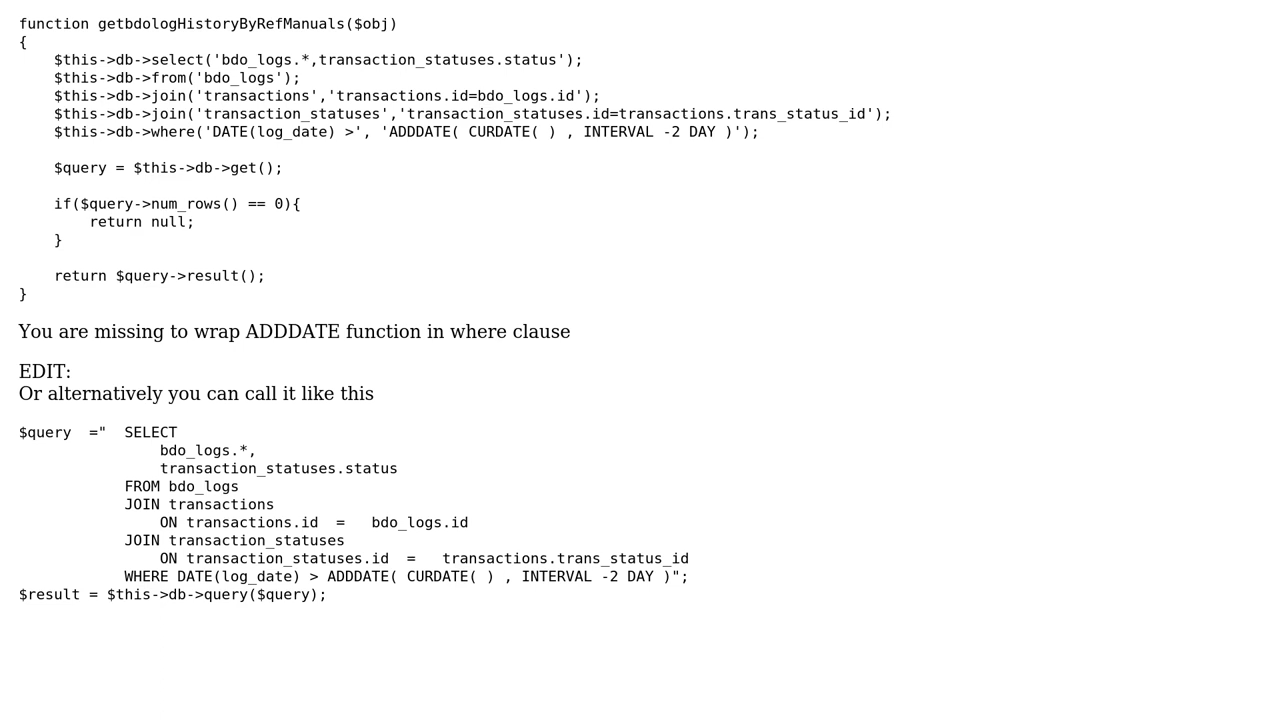 function getbdologHistoryByRefManuals($obj)
{
    $this->db->select('bdo_logs.*,transaction_statuses.status');
    $this->db->from('bdo_logs');
    $this->db->join('transactions','transactions.id=bdo_logs.id');
    $this->db->join('transaction_statuses','transaction_statuses.id=transactions.trans_status_id');
    $this->db->where('DATE(log_date) >', 'ADDDATE( CURDATE( ) , INTERVAL -2 DAY )');

    $query = $this->db->get();

    if($query->num_rows() == 0){
        return null;
    }

    return $query->result();
}
You are missing to wrap ADDDATE function in where clause
EDIT:
Or alternatively you can call it like this
$query  ="  SELECT
                bdo_logs.*,
                transaction_statuses.status
            FROM bdo_logs
            JOIN transactions
                ON transactions.id  =   bdo_logs.id
            JOIN transaction_statuses
                ON transaction_statuses.id  =   transactions.trans_status_id
            WHERE DATE(log_date) > ADDDATE( CURDATE( ) , INTERVAL -2 DAY )";
$result = $this->db->query($query);